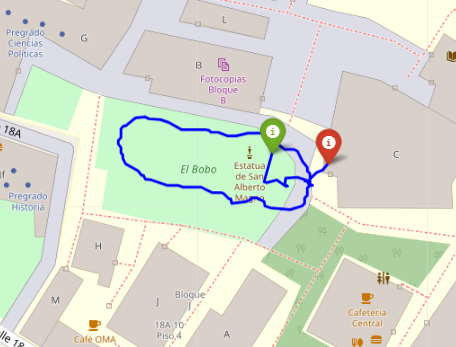 L
Pregrado
Ciencias
Políticas
G
B
Fotocopias
Bloque
B
18A
C
El Bobo
Estatua
de San
Alberto
Magno
Pregrado
Historia
H
M
J
Bloque
J
18A-10
Piso 4
A
Café OMA
Cafetería
Central
lle 18
i
i